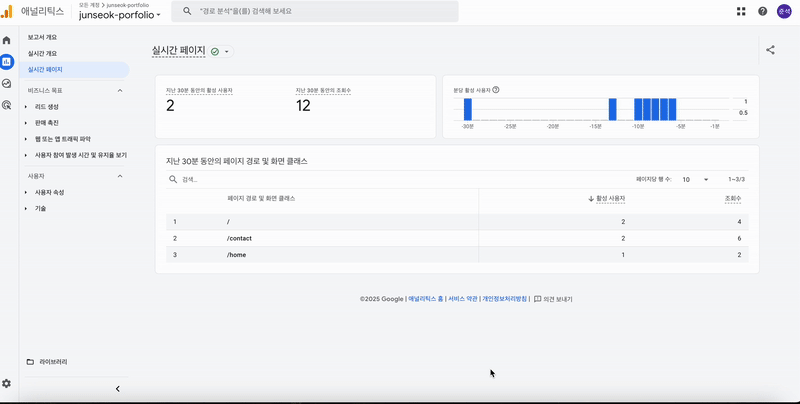 애널리틱스
모든 계정 > junseok-porfolio
junseok-porfolio
"경로 분석"을(를) 검색해 보세요
준석
보고서 개요
실시간 개요
실시간 페이지
비즈니스 목표
리드 생성
판매 촉진
웹 또는 앱 트래픽 파악
사용자 참여 발생 시간 및 유지율 보기
사용자
사용자 속성
기술
라이브러리
실시간 페이지
지난 30분 동안의 활성 사용자
2
지난 30분 동안의 조회수
12
분당 활성 사용자
1
0.5
-30분 -25분 -20분 -15분 -10분 -5분 -1분
지난 30분 동안의 페이지 경로 및 화면 클래스
검색...
페이지당 행 수: 10 1~3/3
페이지 경로 및 화면 클래스 활성 사용자 조회수
1 / 2 4
2 /contact 2 6
3 /home 1 2
©2025 Google | 애널리틱스 홈 | 서비스 약관 | 개인정보처리방침 | 의견 보내기